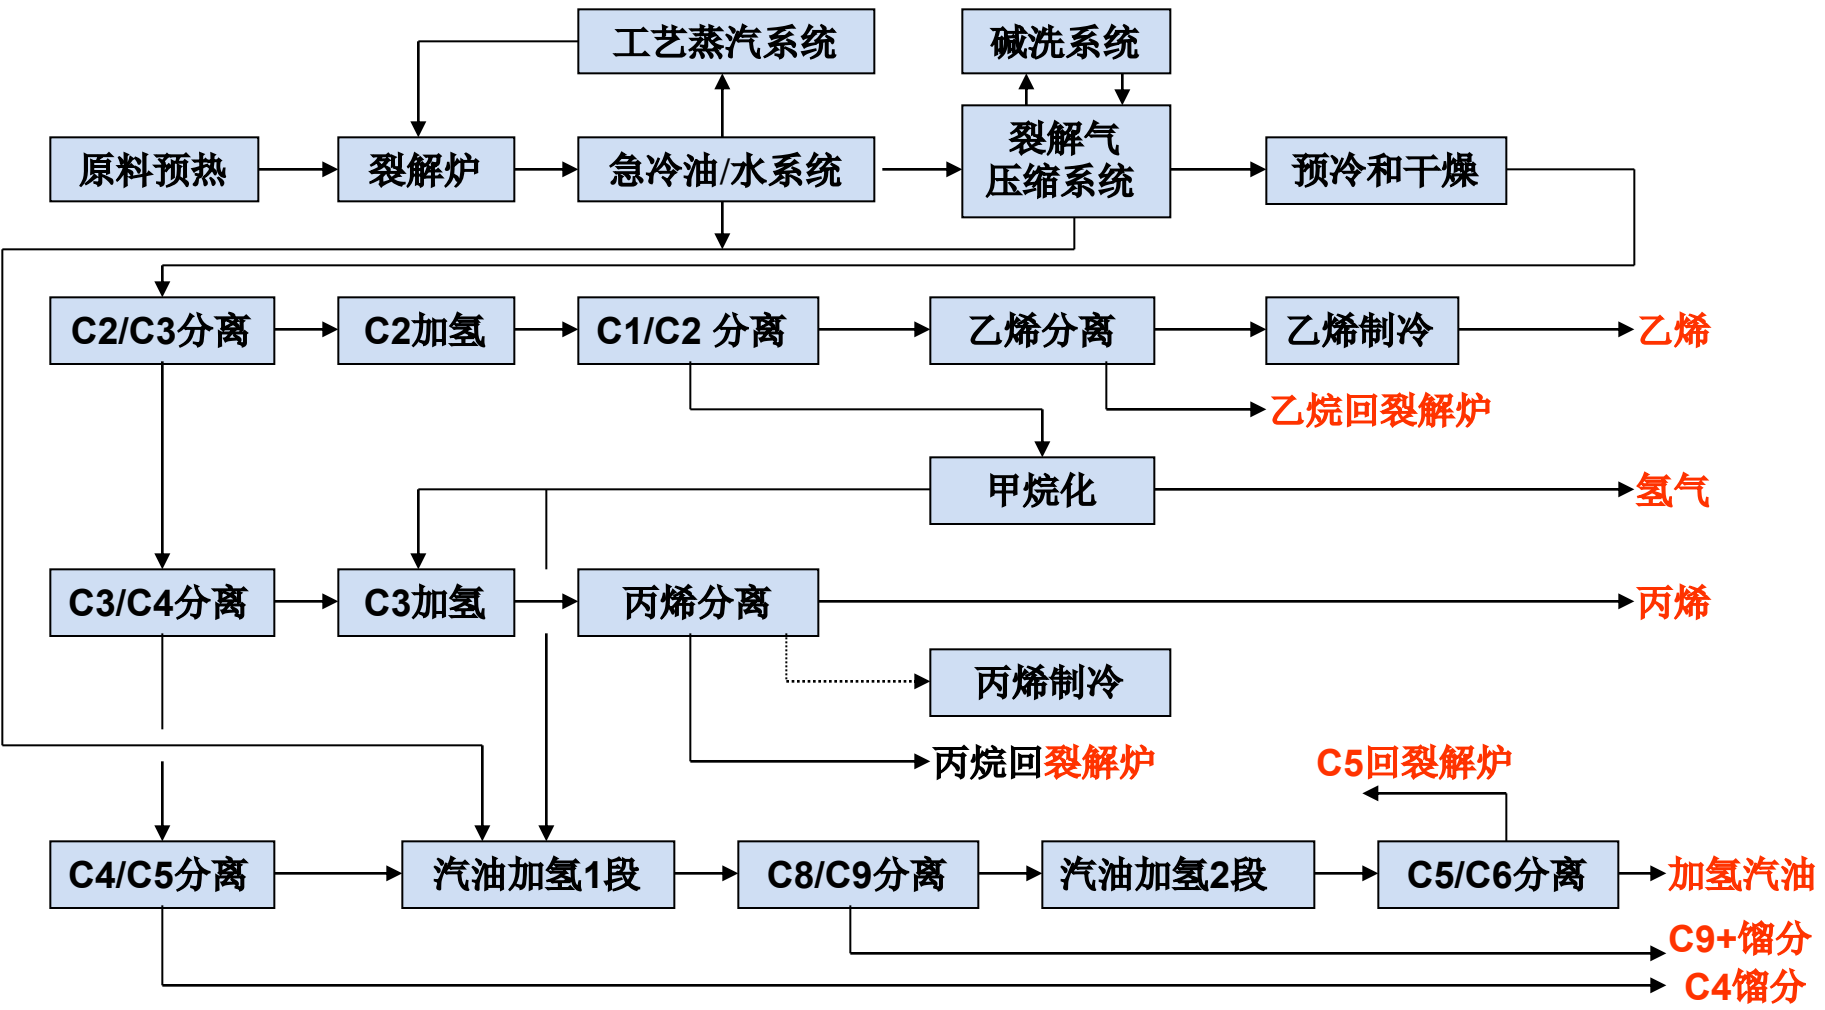 工艺蒸汽系统
碱洗系统
原料预热
裂解炉
急冷油/水系统
裂解气
压缩系统
预冷和干燥
C2/C3分离
C2加氢
C1/C2 分离
乙烯分离
乙烯制冷
乙烯
乙烷回裂解炉
甲烷化
氢气
C3/C4分离
C3加氢
丙烯分离
丙烯
丙烯制冷
丙烷回裂解炉
C5回裂解炉
C4/C5分离
汽油加氢1段
C8/C9分离
汽油加氢2段
C5/C6分离
加氢汽油
C9+馏分
C4馏分